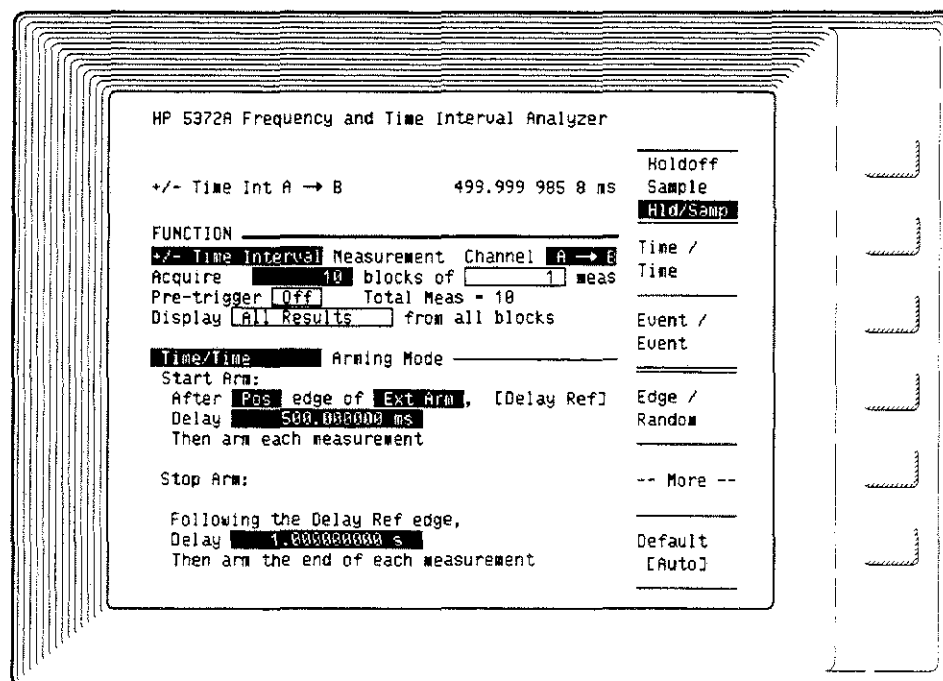 HP 5372A Frequency and Time Interval Analyzer
+/- Time Int A → B 499.999 985 8 ms
FUNCTION
+/- Time Interval Measurement Channel A → B
Acquire 10 blocks of 1 meas
Pre-trigger Off Total Meas = 10
Display All Results from all blocks
Time/Time Arming Mode
Start Arm:
After Pos edge of Ext Arm, [Delay Ref]
Delay 500.000000 ms
Then arm each measurement
Stop Arm:
Following the Delay Ref edge,
Delay 1.000000000 s
Then arm the end of each measurement
Holdoff
Sample
Hld/Samp
Time /
Time
Event /
Event
Edge /
Random
-- More --
Default
[Auto]